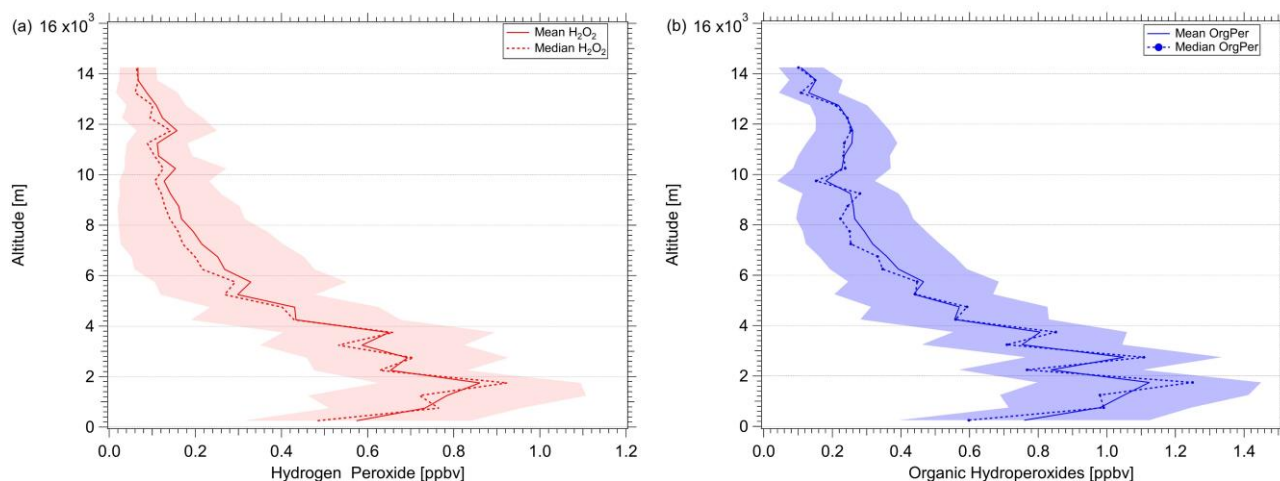 (a)
16 x10³
14
12
10
8
6
4
2
0
Altitude [m]
0.0 0.2 0.4 0.6 0.8 1.0 1.2
Hydrogen Peroxide [ppbv]
Mean H₂O₂
Median H₂O₂
(b)
16 x10³
14
12
10
8
6
4
2
0
Altitude [m]
0.0 0.2 0.4 0.6 0.8 1.0 1.2 1.4
Organic Hydroperoxides [ppbv]
Mean OrgPer
Median OrgPer